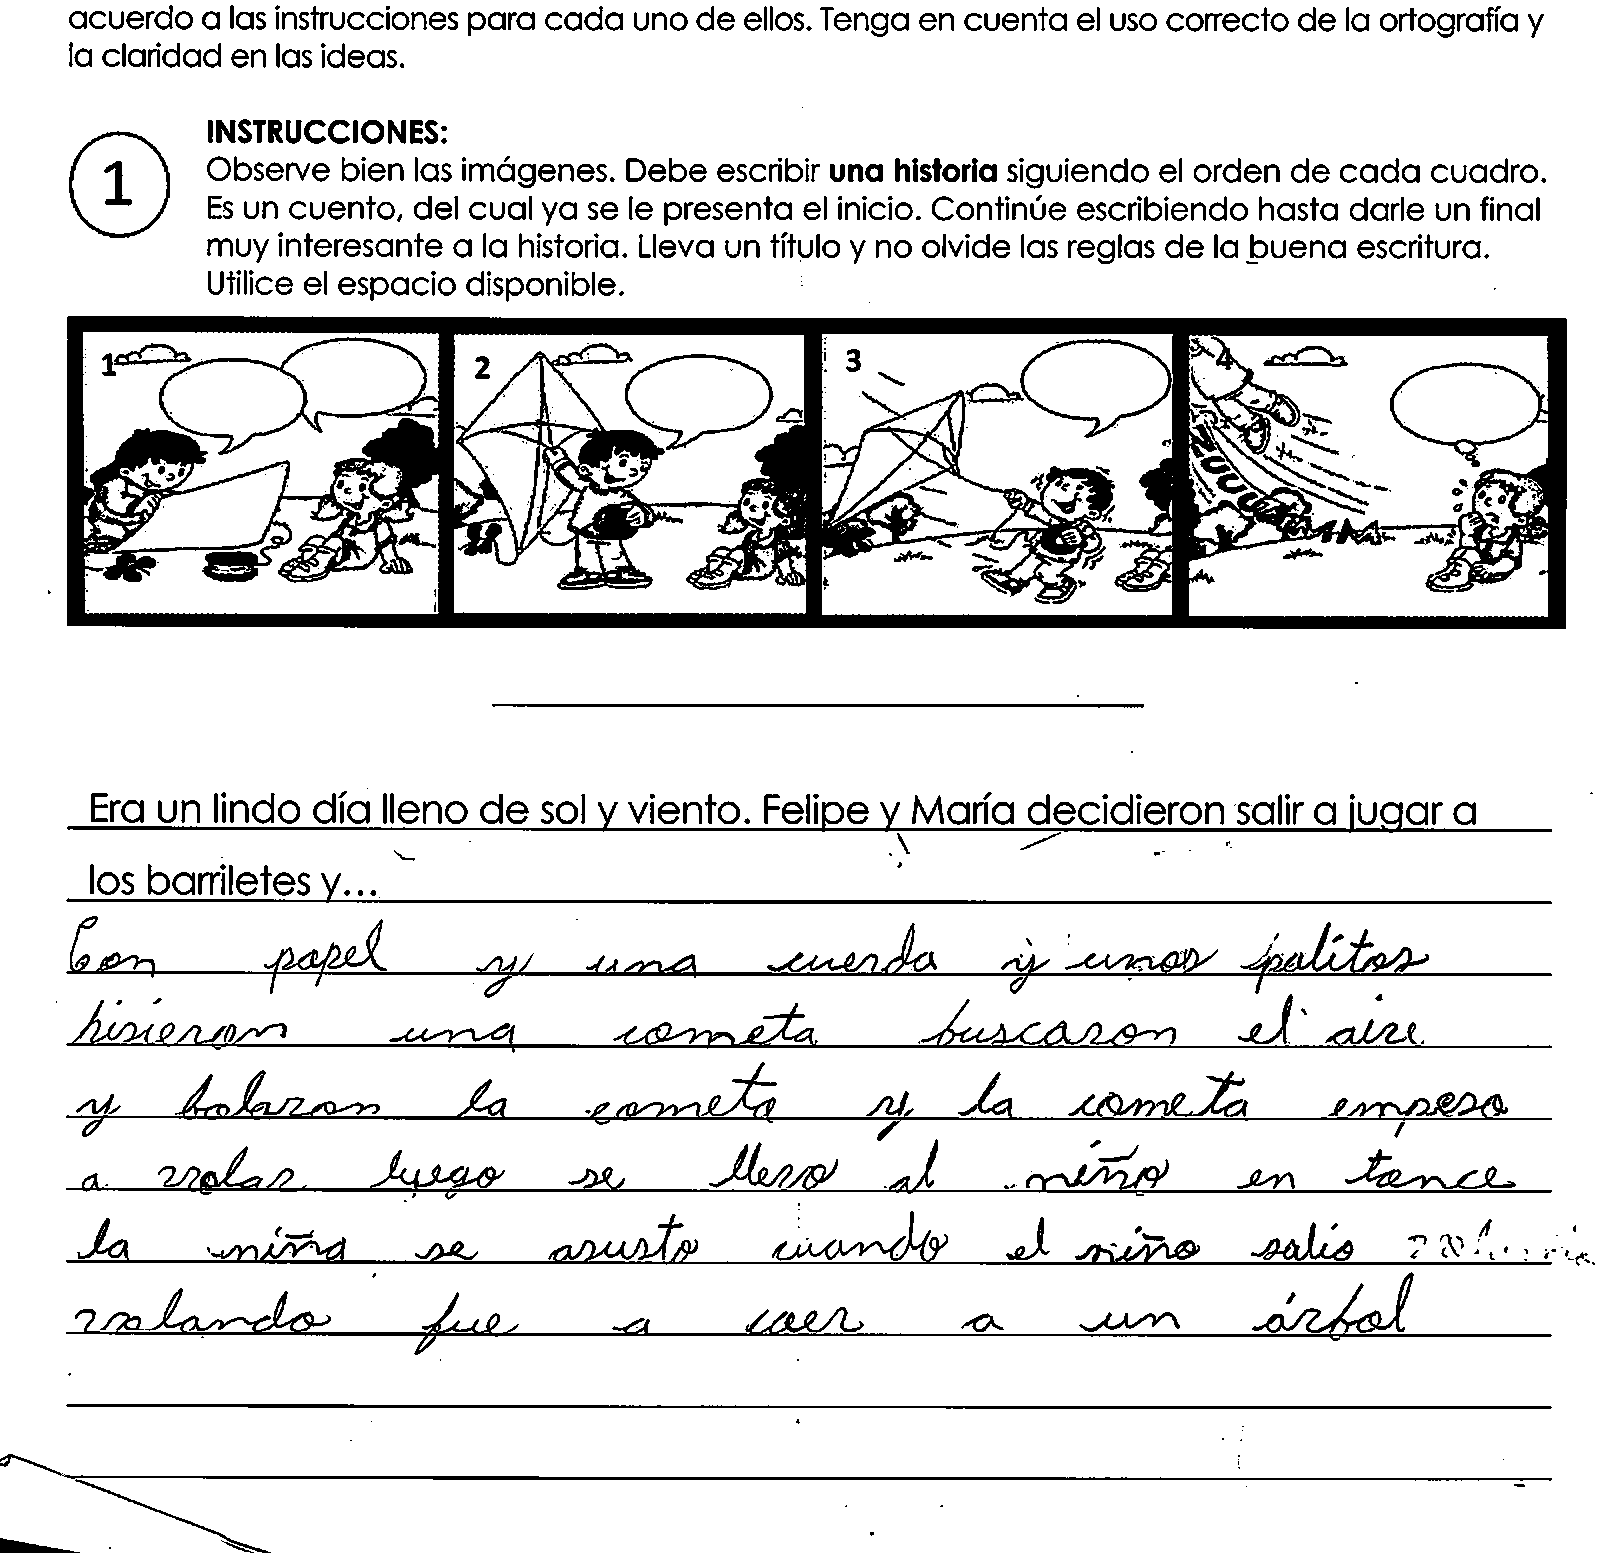 acuerdo a las instrucciones para cada uno de ellos. Tenga en cuenta el uso correcto de la ortografía y
la claridad en las ideas.
1
INSTRUCCIONES:
Observe bien las imágenes. Debe escribir una historia siguiendo el orden de cada cuadro.
Es un cuento, del cual ya se le presenta el inicio. Continúe escribiendo hasta darle un final
muy interesante a la historia. Lleva un título y no olvide las reglas de la buena escritura.
Utilice el espacio disponible.
1 2 3 4
Era un lindo día lleno de sol y viento. Felipe y María decidieron salir a jugar a
los barriletes y...
Con papel y una cuerda y unos palitos
hisieron una cometa buscaron el aire
y bolaron la cometa y la cometa empeso
a volar luego se llevo al niño en tonce
la niña se asusto cuando el niño salio
volando fue a caer a un árbol